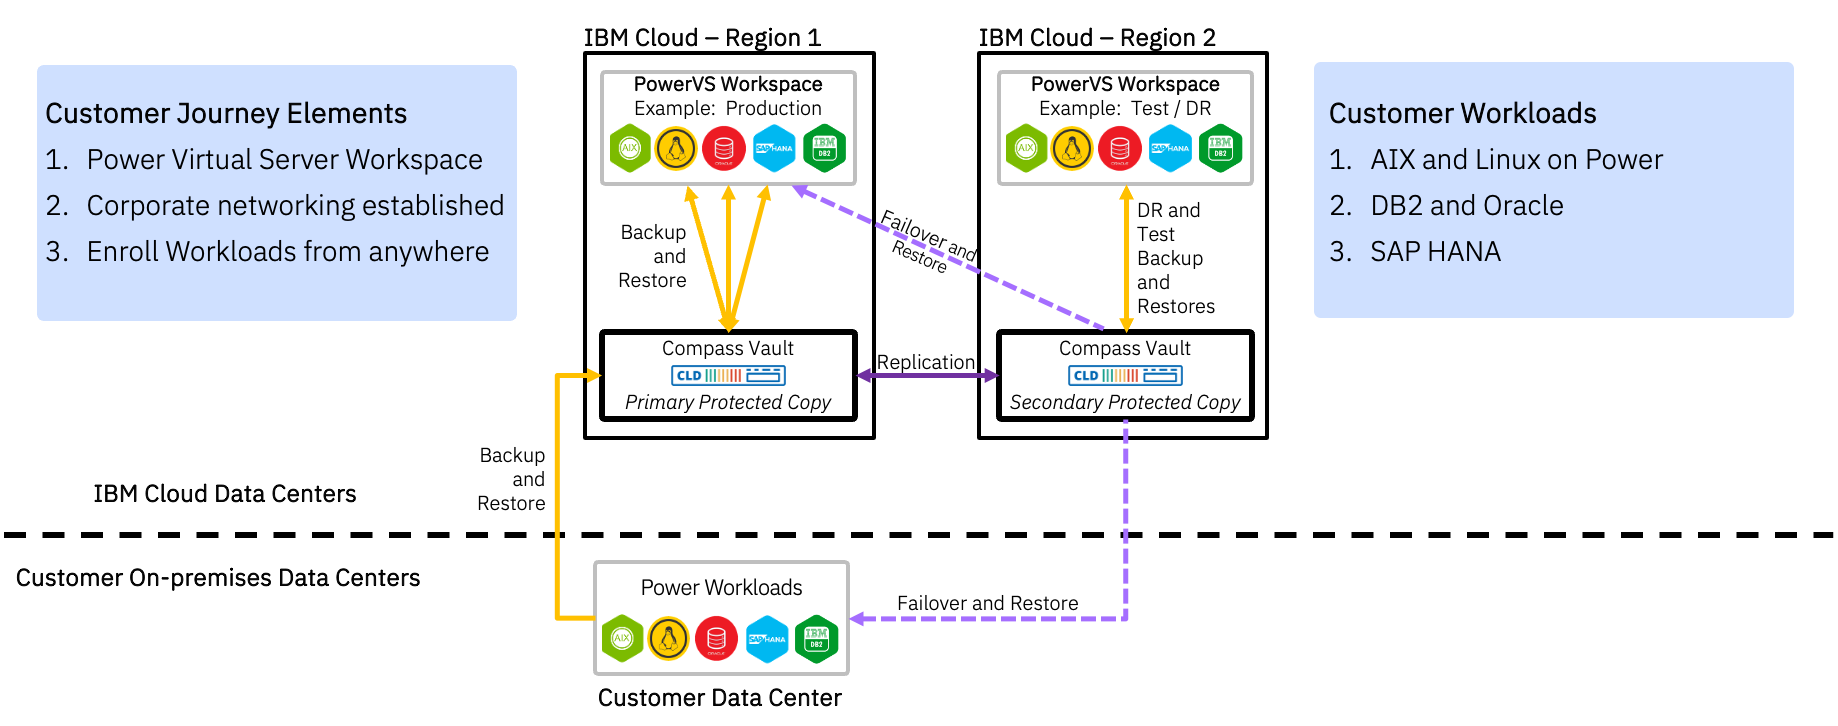 IBM Cloud – Region 1
IBM Cloud – Region 2
Customer Journey Elements
1. Power Virtual Server Workspace
2. Corporate networking established
3. Enroll Workloads from anywhere
PowerVS Workspace
Example: Production
AIX
ORACLE
SAP HANA
IBM
DB2
PowerVS Workspace
Example: Test / DR
AIX
ORACLE
SAP HANA
IBM
DB2
Customer Workloads
1. AIX and Linux on Power
2. DB2 and Oracle
3. SAP HANA
Backup
and
Restore
Failover and
Restore
DR and
Test
Backup
and
Restores
Compass Vault
CLD
Primary Protected Copy
Replication
Compass Vault
CLD
Secondary Protected Copy
Backup
and
Restore
IBM Cloud Data Centers
Customer On-premises Data Centers
Power Workloads
AIX
ORACLE
SAP HANA
IBM
DB2
Failover and Restore
Customer Data Center